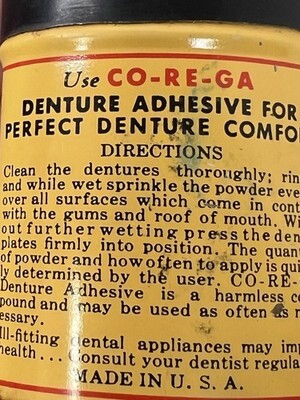 Use CO-RE-GA
DENTURE ADHESIVE FOR
PERFECT DENTURE COMFO
DIRECTIONS
Clean the dentures thoroughly; rin
and while wet sprinkle the powder eve
over all surfaces which come in cont
with the gums and roof of mouth. Wi
out further wetting press the den
plates firmly into position. The quan
of powder and how often to apply is qui
ly determined by the user. CO-RE-
Denture Adhesive is a harmless co
pound and may be used as often as n
essary.
Ill-fitting dental appliances may imp
health... Consult your dentist regula
MADE IN U. S. A.